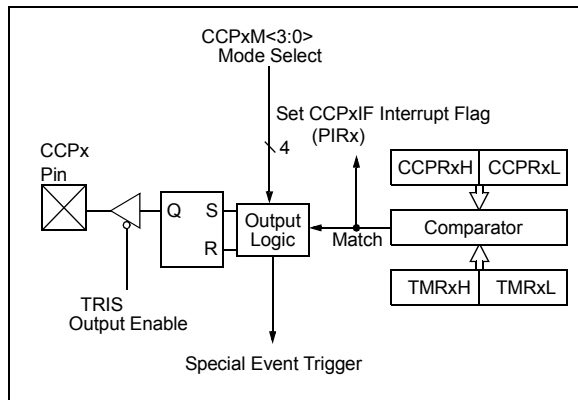 CCPxM<3:0>
Mode Select
Set CCPxIF Interrupt Flag
(PIRx)
4
CCPx
Pin
CCPRxH CCPRxL
Q S
R
Output
Logic
Match
Comparator
TRIS
Output Enable
TMRxH TMRxL
Special Event Trigger